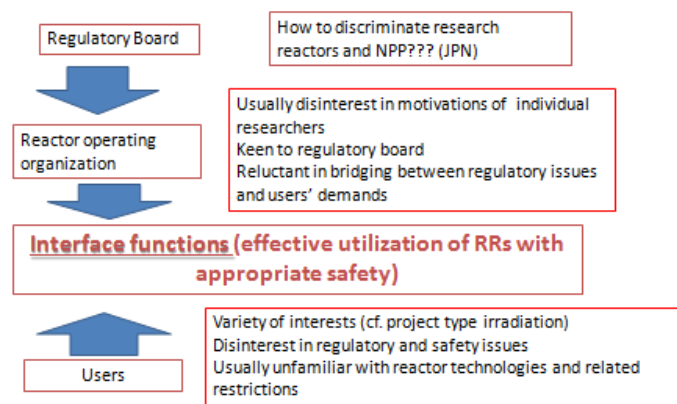 Regulatory Board
How to discriminate research
reactors and NPP??? (JPN)
Usually disinterest in motivations of individual
researchers
Keen to regulatory board
Reluctant in bridging between regulatory issues
and users' demands
Reactor operating
organization
Interface functions (effective utilization of RRs with
appropriate safety)
Variety of interests (cf. project type irradiation)
Disinterest in regulatory and safety issues
Usually unfamiliar with reactor technologies and related
restrictions
Users